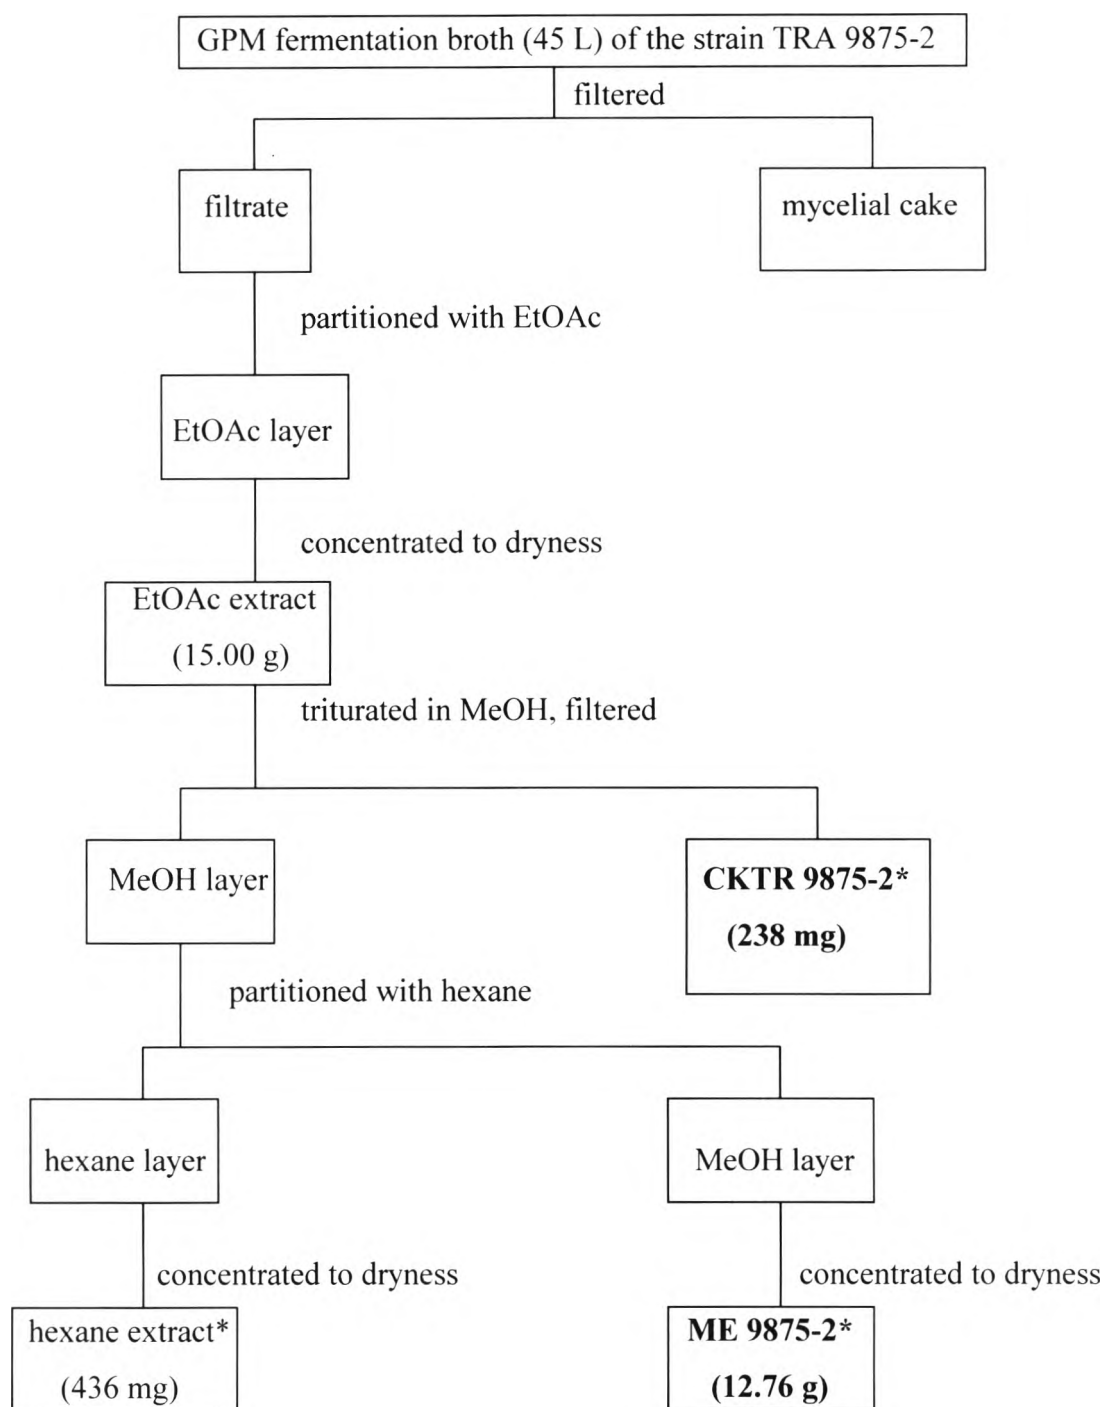 GPM fermentation broth (45 L) of the strain TRA 9875-2
filtered
filtrate
mycelial cake
partitioned with EtOAc
EtOAc layer
concentrated to dryness
EtOAc extract
(15.00 g)
triturated in MeOH, filtered
MeOH layer
CKTR 9875-2*
(238 mg)
partitioned with hexane
hexane layer
MeOH layer
concentrated to dryness
concentrated to dryness
hexane extract*
(436 mg)
ME 9875-2*
(12.76 g)